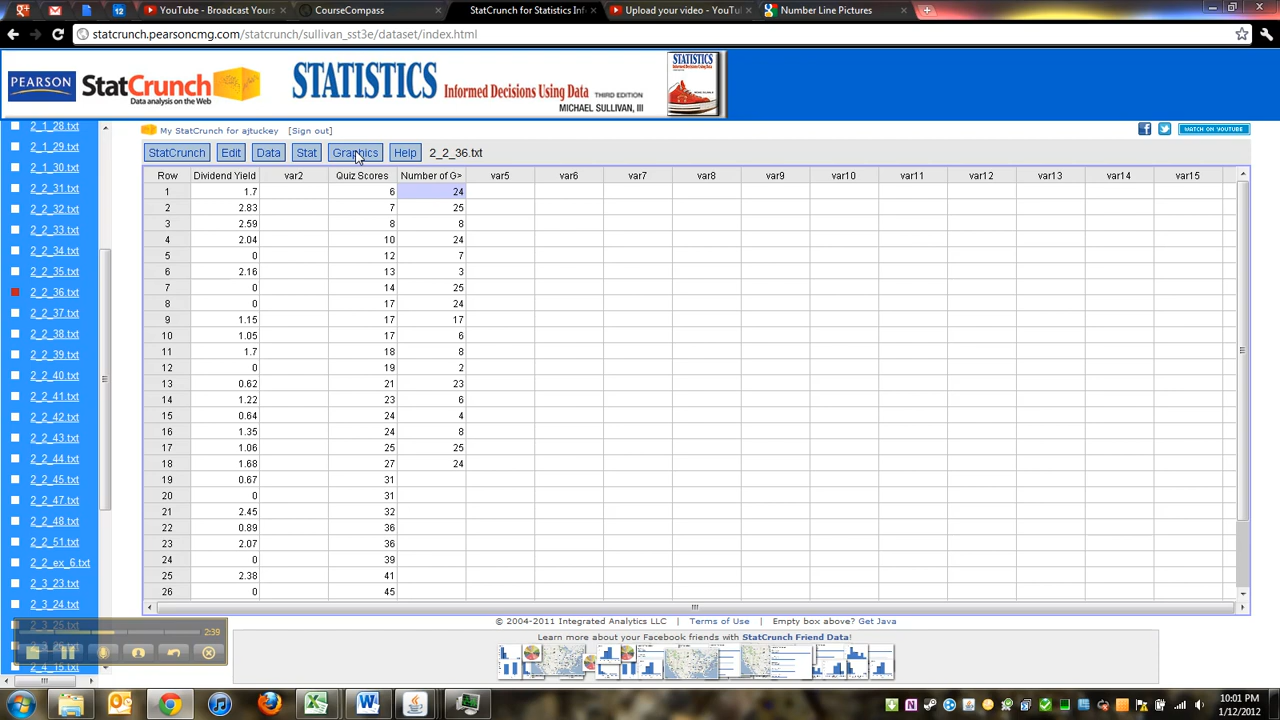 YouTube - Broadcast Yours
CourseCompass
StatCrunch for Statistics Inf
Upload your video - YouTu
Number Line Pictures
statcrunch.pearsoncmg.com/statcrunch/sullivan_sst3e/dataset/index.html
PEARSON
StatCrunch
Data analysis on the Web
STATISTICS
Informed Decisions Using Data THIRD EDITION
MICHAEL SULLIVAN, III
STATISTICS
My StatCrunch for ajtuckey [Sign out]
WATCH ON YOUTUBE
StatCrunch Edit Data Stat Graphics Help 2_2_36.txt
2_1_28.txt
2_1_29.txt
2_1_30.txt
2_2_31.txt
2_2_32.txt
2_2_33.txt
2_2_34.txt
2_2_35.txt
2_2_36.txt
2_2_37.txt
2_2_38.txt
2_2_39.txt
2_2_40.txt
2_2_41.txt
2_2_42.txt
2_2_43.txt
2_2_44.txt
2_2_45.txt
2_2_47.txt
2_2_48.txt
2_2_51.txt
2_2_ex_6.txt
2_3_23.txt
2_3_24.txt
2_3_25.txt
4_15.txt
Row Dividend Yield var2 Quiz Scores Number of G> var5 var6 var7 var8 var9 var10 var11 var12 var13 var14 var15
1 1.7 6 24
2 2.83 7 25
3 2.59 8 8
4 2.04 10 24
5 0 12 7
6 2.16 13 3
7 0 14 25
8 0 17 24
9 1.15 17 17
10 1.05 17 6
11 1.7 18 8
12 0 19 2
13 0.62 21 23
14 1.22 23 6
15 0.64 24 4
16 1.35 24 8
17 1.06 25 25
18 1.68 27 24
19 0.67 31
20 0 31
21 2.45 32
22 0.89 36
23 2.07 36
24 0 39
25 2.38 41
26 0 45
© 2004-2011 Integrated Analytics LLC | Terms of Use | Empty box above? Get Java
Learn more about your Facebook friends with StatCrunch Friend Data!
2:39
10:01 PM
1/12/2012